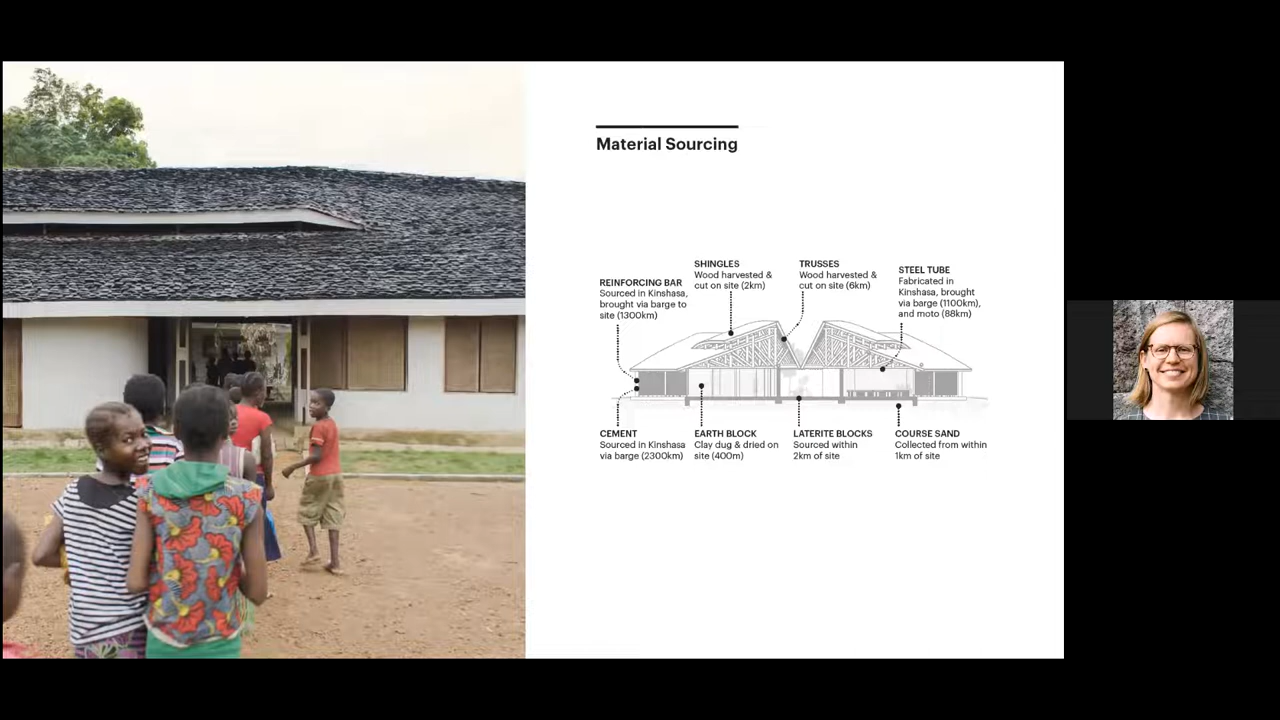 Material Sourcing
REINFORCING BAR
Sourced in Kinshasa,
brought via barge to
site (1300km)
SHINGLES
Wood harvested &
cut on site (2km)
TRUSSES
Wood harvested &
cut on site (6km)
STEEL TUBE
Fabricated in
Kinshasa, brought
via barge (1100km),
and moto (88km)
CEMENT
Sourced in Kinshasa
via barge (2300km)
EARTH BLOCK
Clay dug & dried on
site (400m)
LATERITE BLOCKS
Sourced within
2km of site
COURSE SAND
Collected from within
1km of site